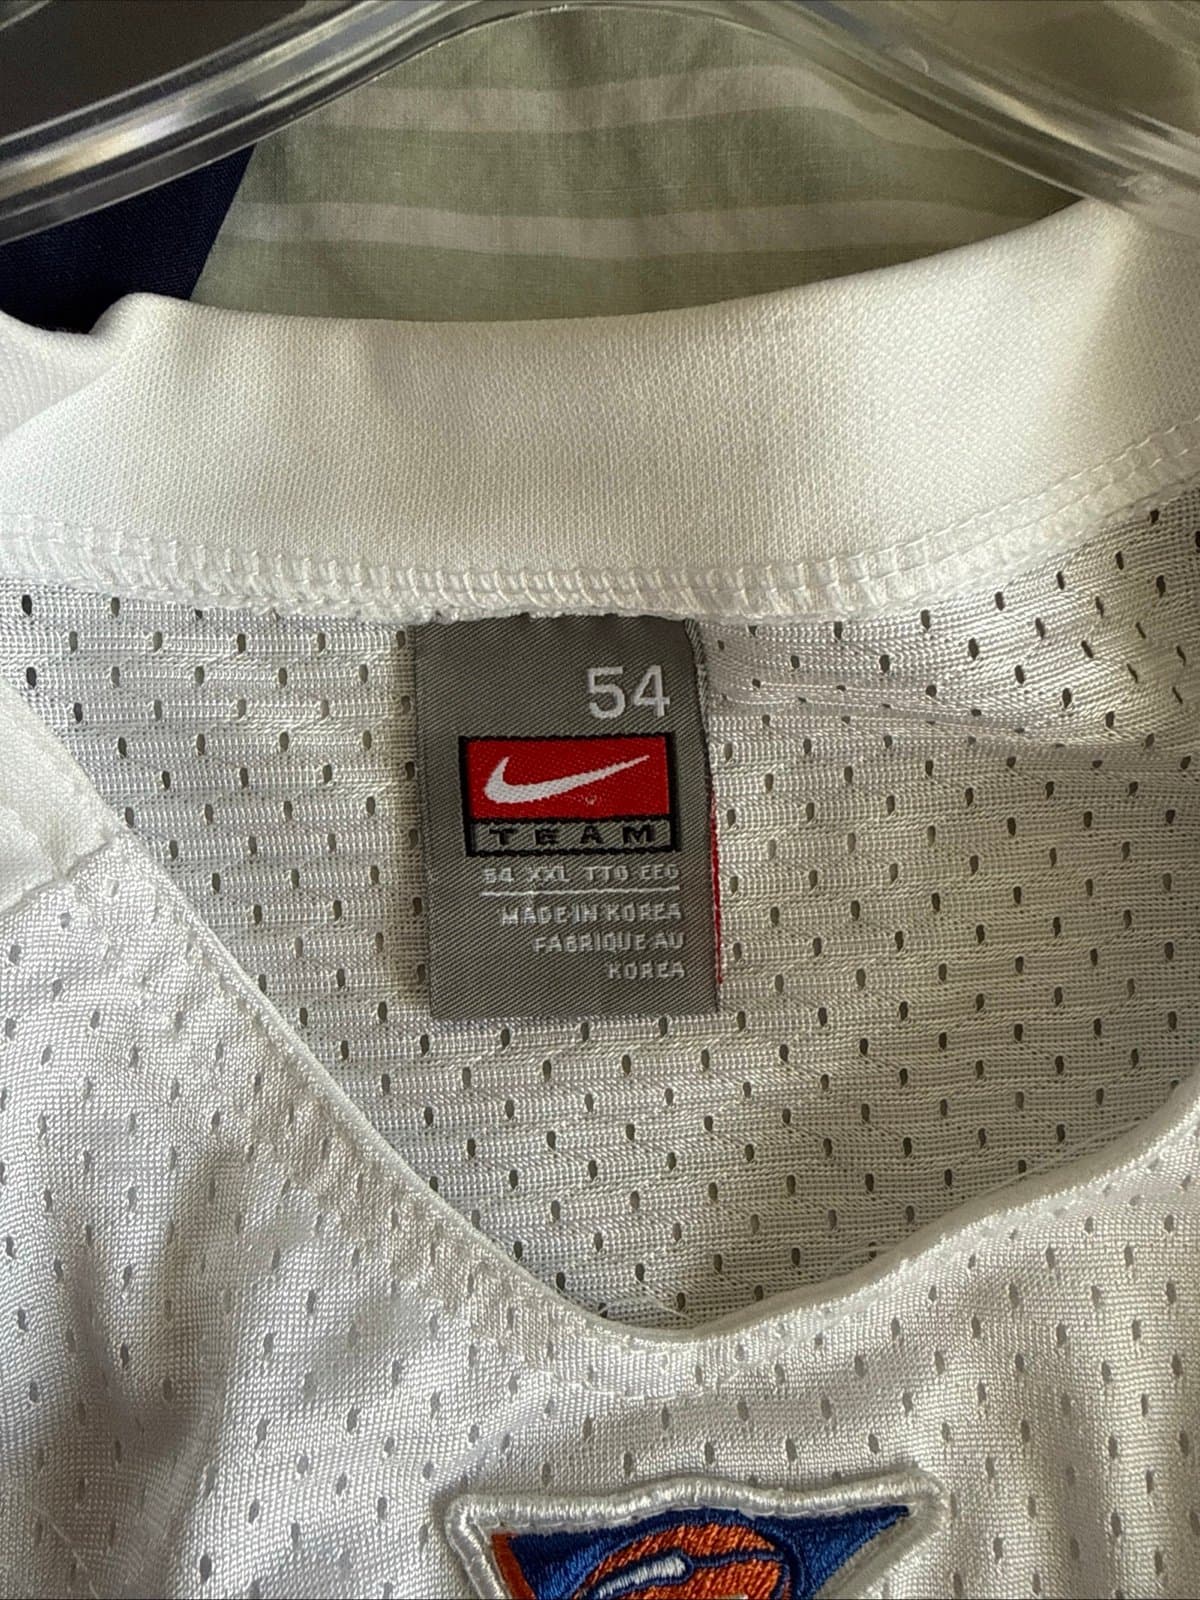 54
TEAM
54 XXL TTG EEG
MADE IN KOREA
FABRIQUE AU
KOREA